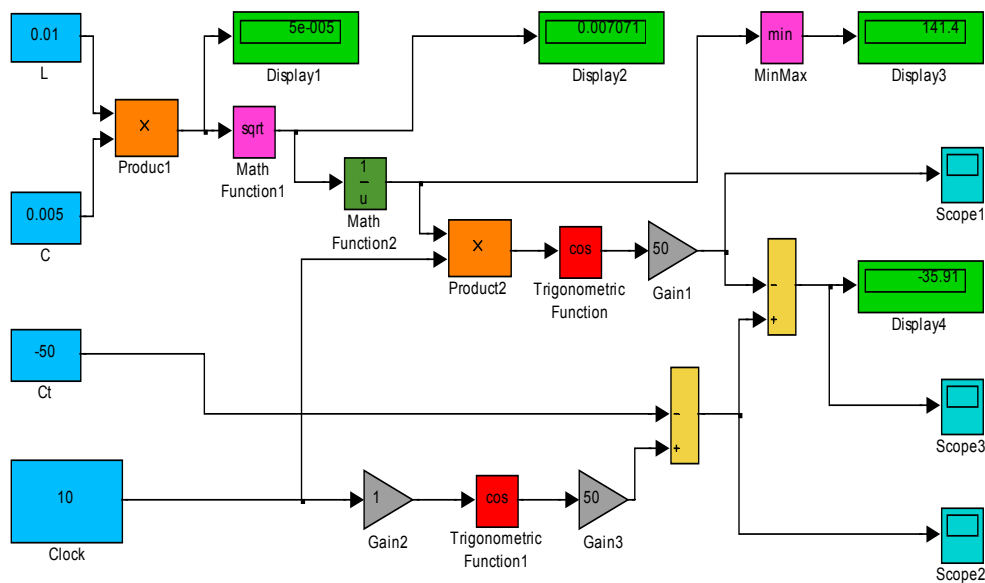 0.01
L
5e-005
Display1
0.007071
Display2
min
MinMax
141.4
Display3
X
Produc1
sqrt
Math
Function1
1
u
Math
Function2
Scope1
0.005
C
X
Product2
cos
Trigonometric
Function
50
Gain1
-
+
-35.91
Display4
-50
Ct
-
+
Scope3
10
Clock
1
Gain2
cos
Trigonometric
Function1
50
Gain3
Scope2